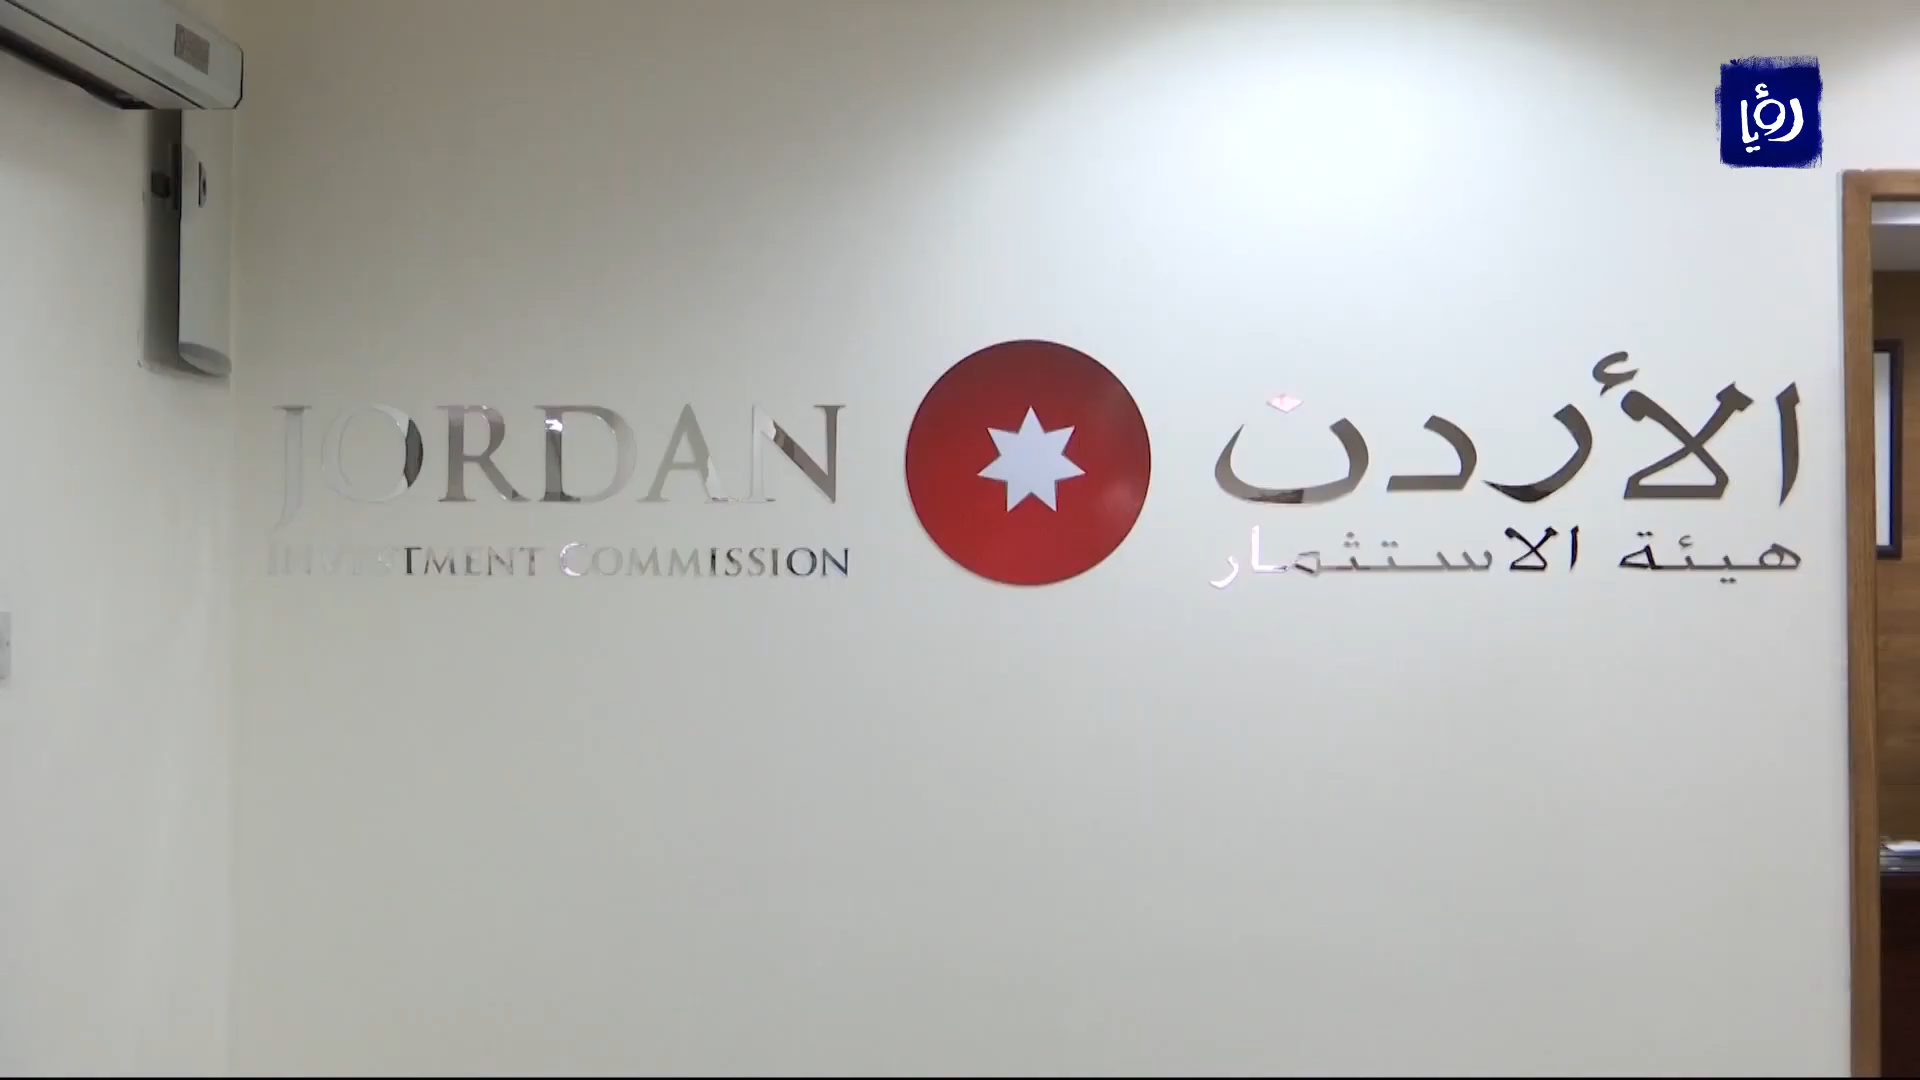 رؤيا
JORDAN
INVESTMENT COMMISSION
الأردن
هيئة الاستثمار